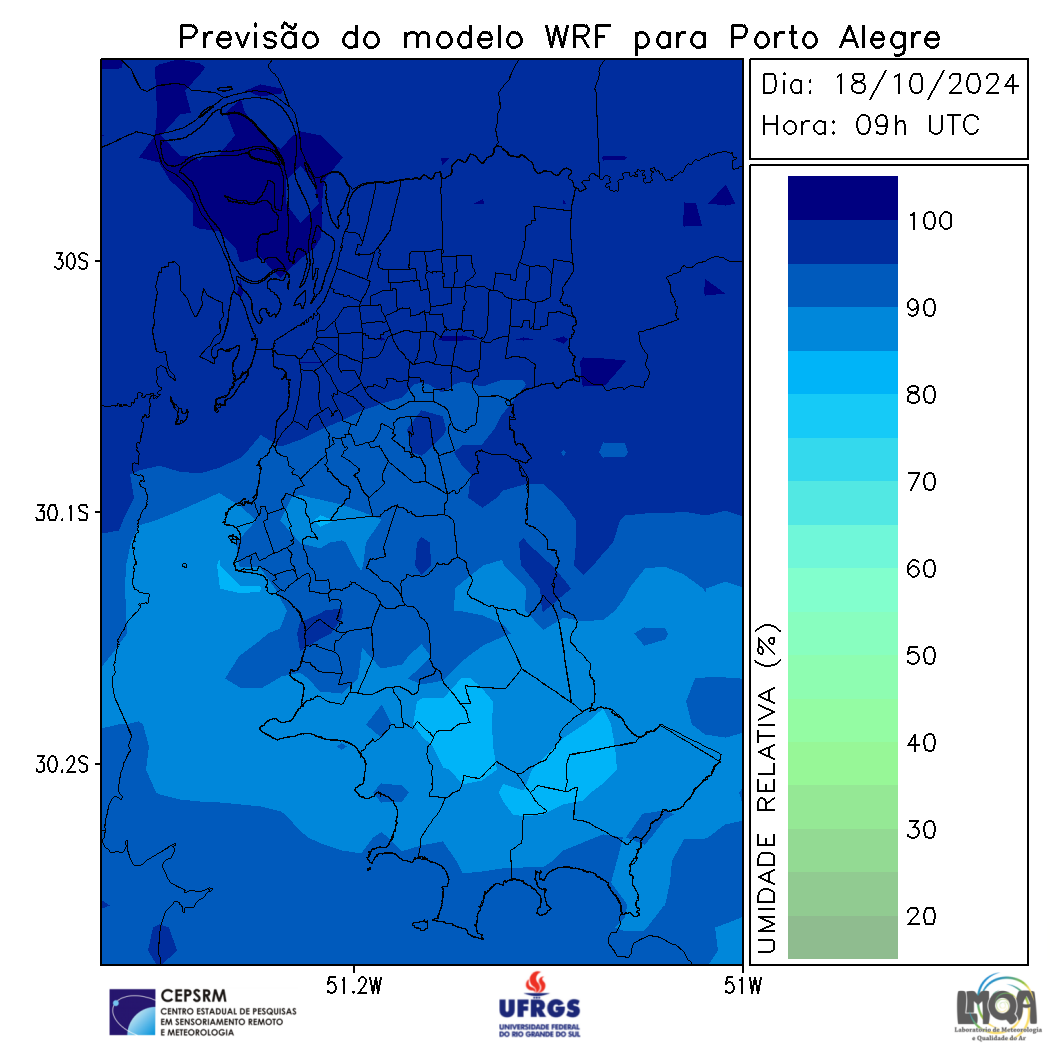 Previsão do modelo WRF para Porto Alegre
Dia: 18/10/2024
Hora: 09h UTC
30S
30.1S
30.2S
51.2W
51W
100
90
80
70
60
50
40
30
20
UMIDADE RELATIVA (%)
CEPSRM
CENTRO ESTADUAL DE PESQUISAS
EM SENSORIAMENTO REMOTO
E METEOROLOGIA
UFRGS
UNIVERSIDADE FEDERAL
DO RIO GRANDE DO SUL
LMQA
Laboratório de Meteorologia
e Qualidade do Ar